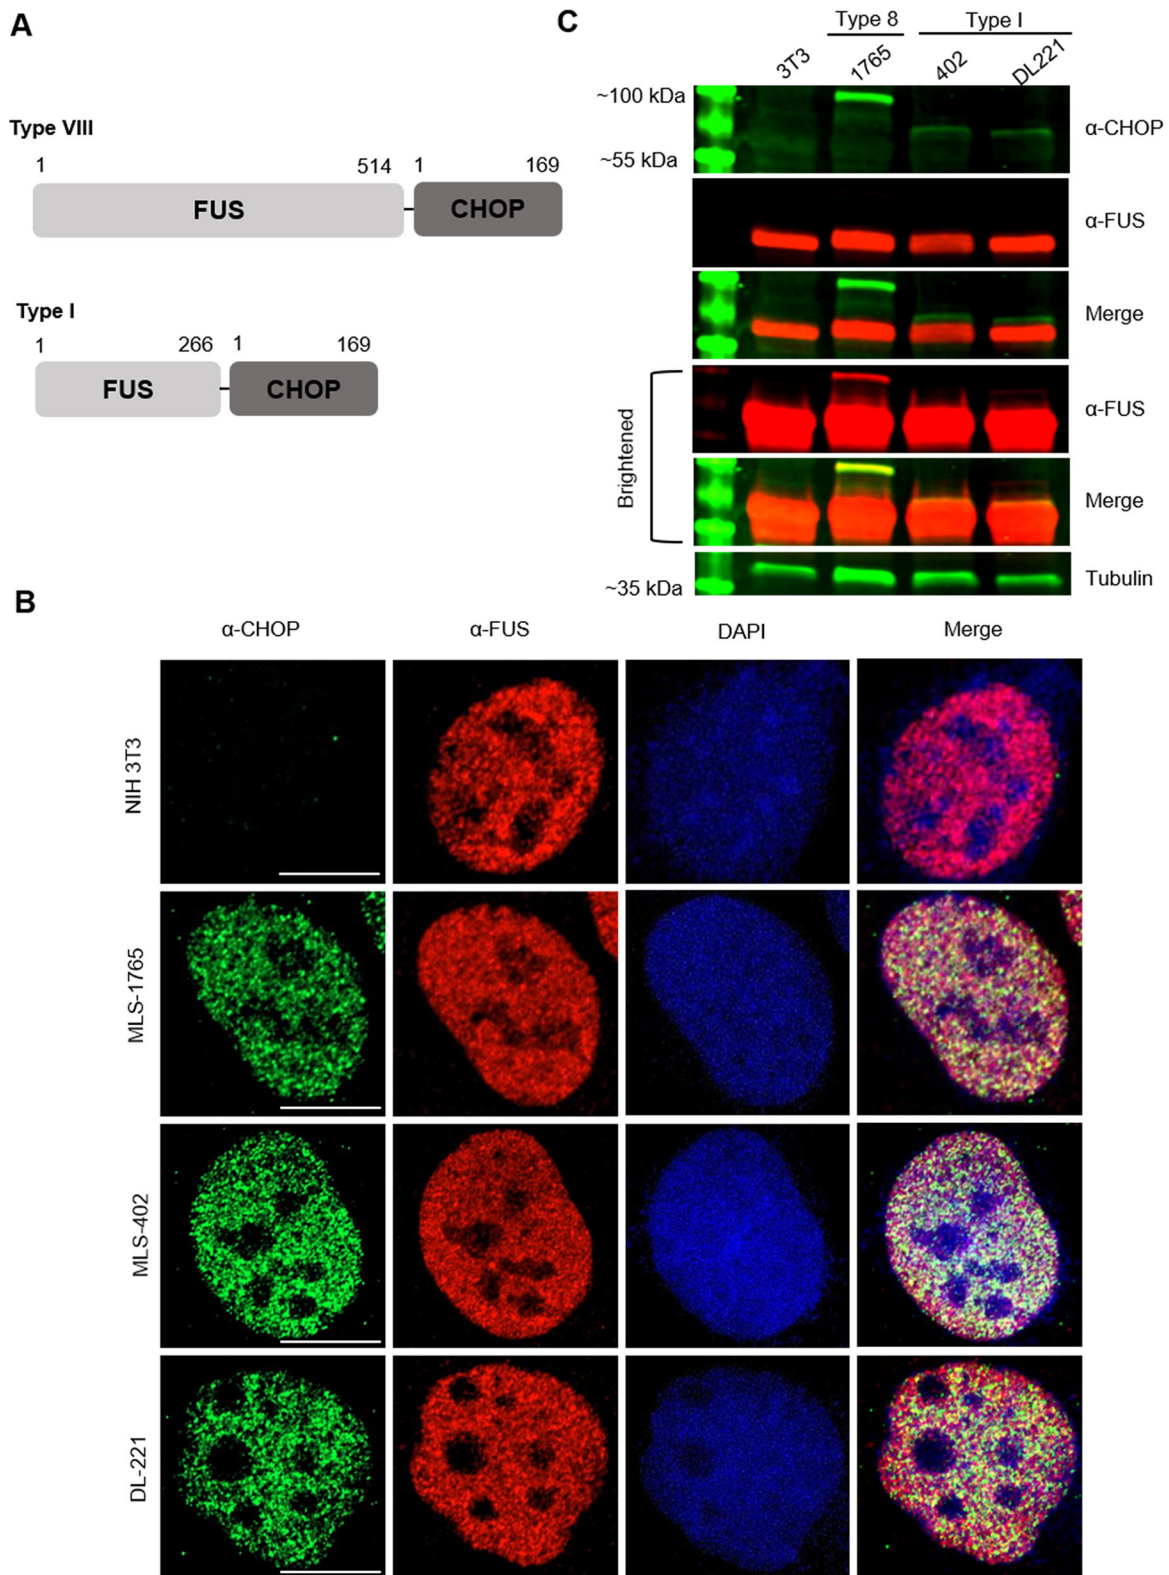 A
Type VIII
1 514 1 169
FUS CHOP
Type I
1 266 1 169
FUS CHOP
C
Type 8 Type I
3T3 1765 402 DL221
~100 kDa
α-CHOP
~55 kDa
α-FUS
Merge
α-FUS
Brightened
Merge
Tubulin
~35 kDa
B
α-CHOP α-FUS DAPI Merge
NIH 3T3
MLS-1765
MLS-402
DL-221